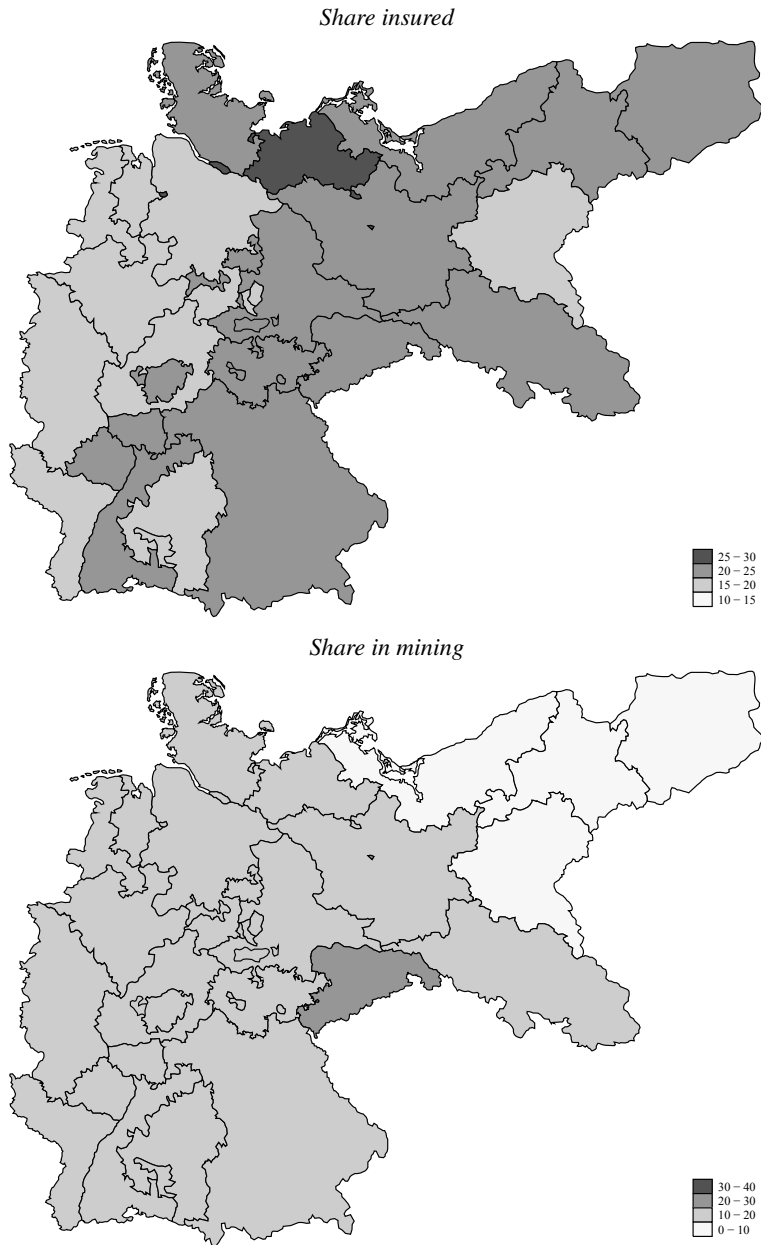 Share insured
25 – 30
20 – 25
15 – 20
10 – 15
Share in mining
30 – 40
20 – 30
10 – 20
0 – 10